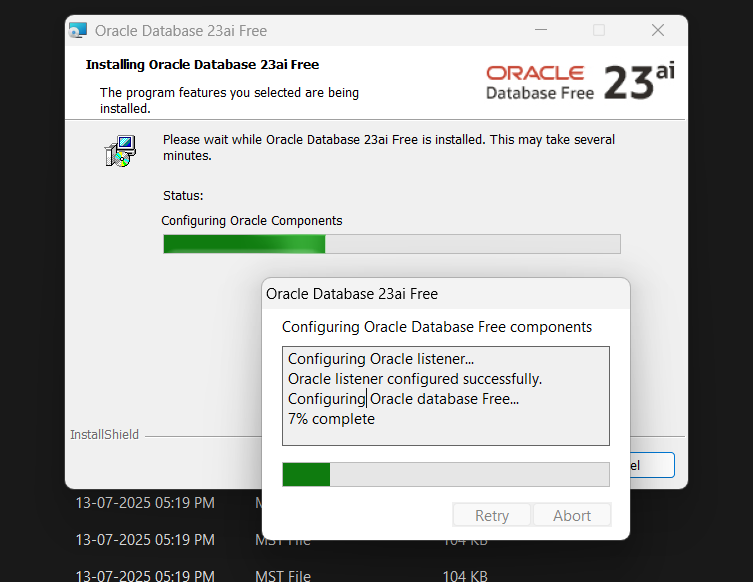 Oracle Database 23ai Free
Installing Oracle Database 23ai Free
The program features you selected are being
installed.
ORACLE
Database Free
23ai
Please wait while Oracle Database 23ai Free is installed. This may take several
minutes.
Status:
Configuring Oracle Components
Oracle Database 23ai Free
Configuring Oracle Database Free components
Configuring Oracle listener...
Oracle listener configured successfully.
Configuring Oracle database Free...
7% complete
Retry Abort
InstallShield
13-07-2025 05:19 PM
13-07-2025 05:19 PM MST File 104 KB
13-07-2025 05:19 PM MST File 104 KB